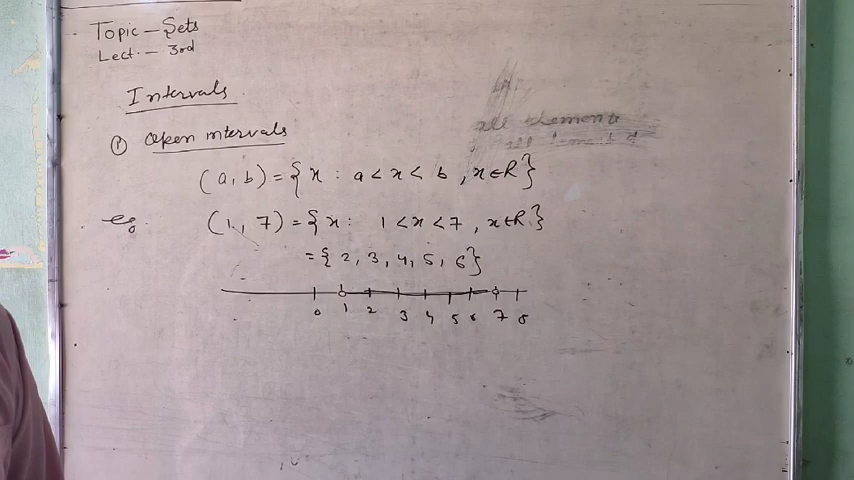 Topic - Sets
Lect. - 3rd
Intervals
① Open intervals
(a, b) = {x : a < x < b, x ∈ R}
eg. (1, 7) = {x : 1 < x < 7, x ∈ R}
= {2, 3, 4, 5, 6}
0 1 2 3 4 5 6 7 8